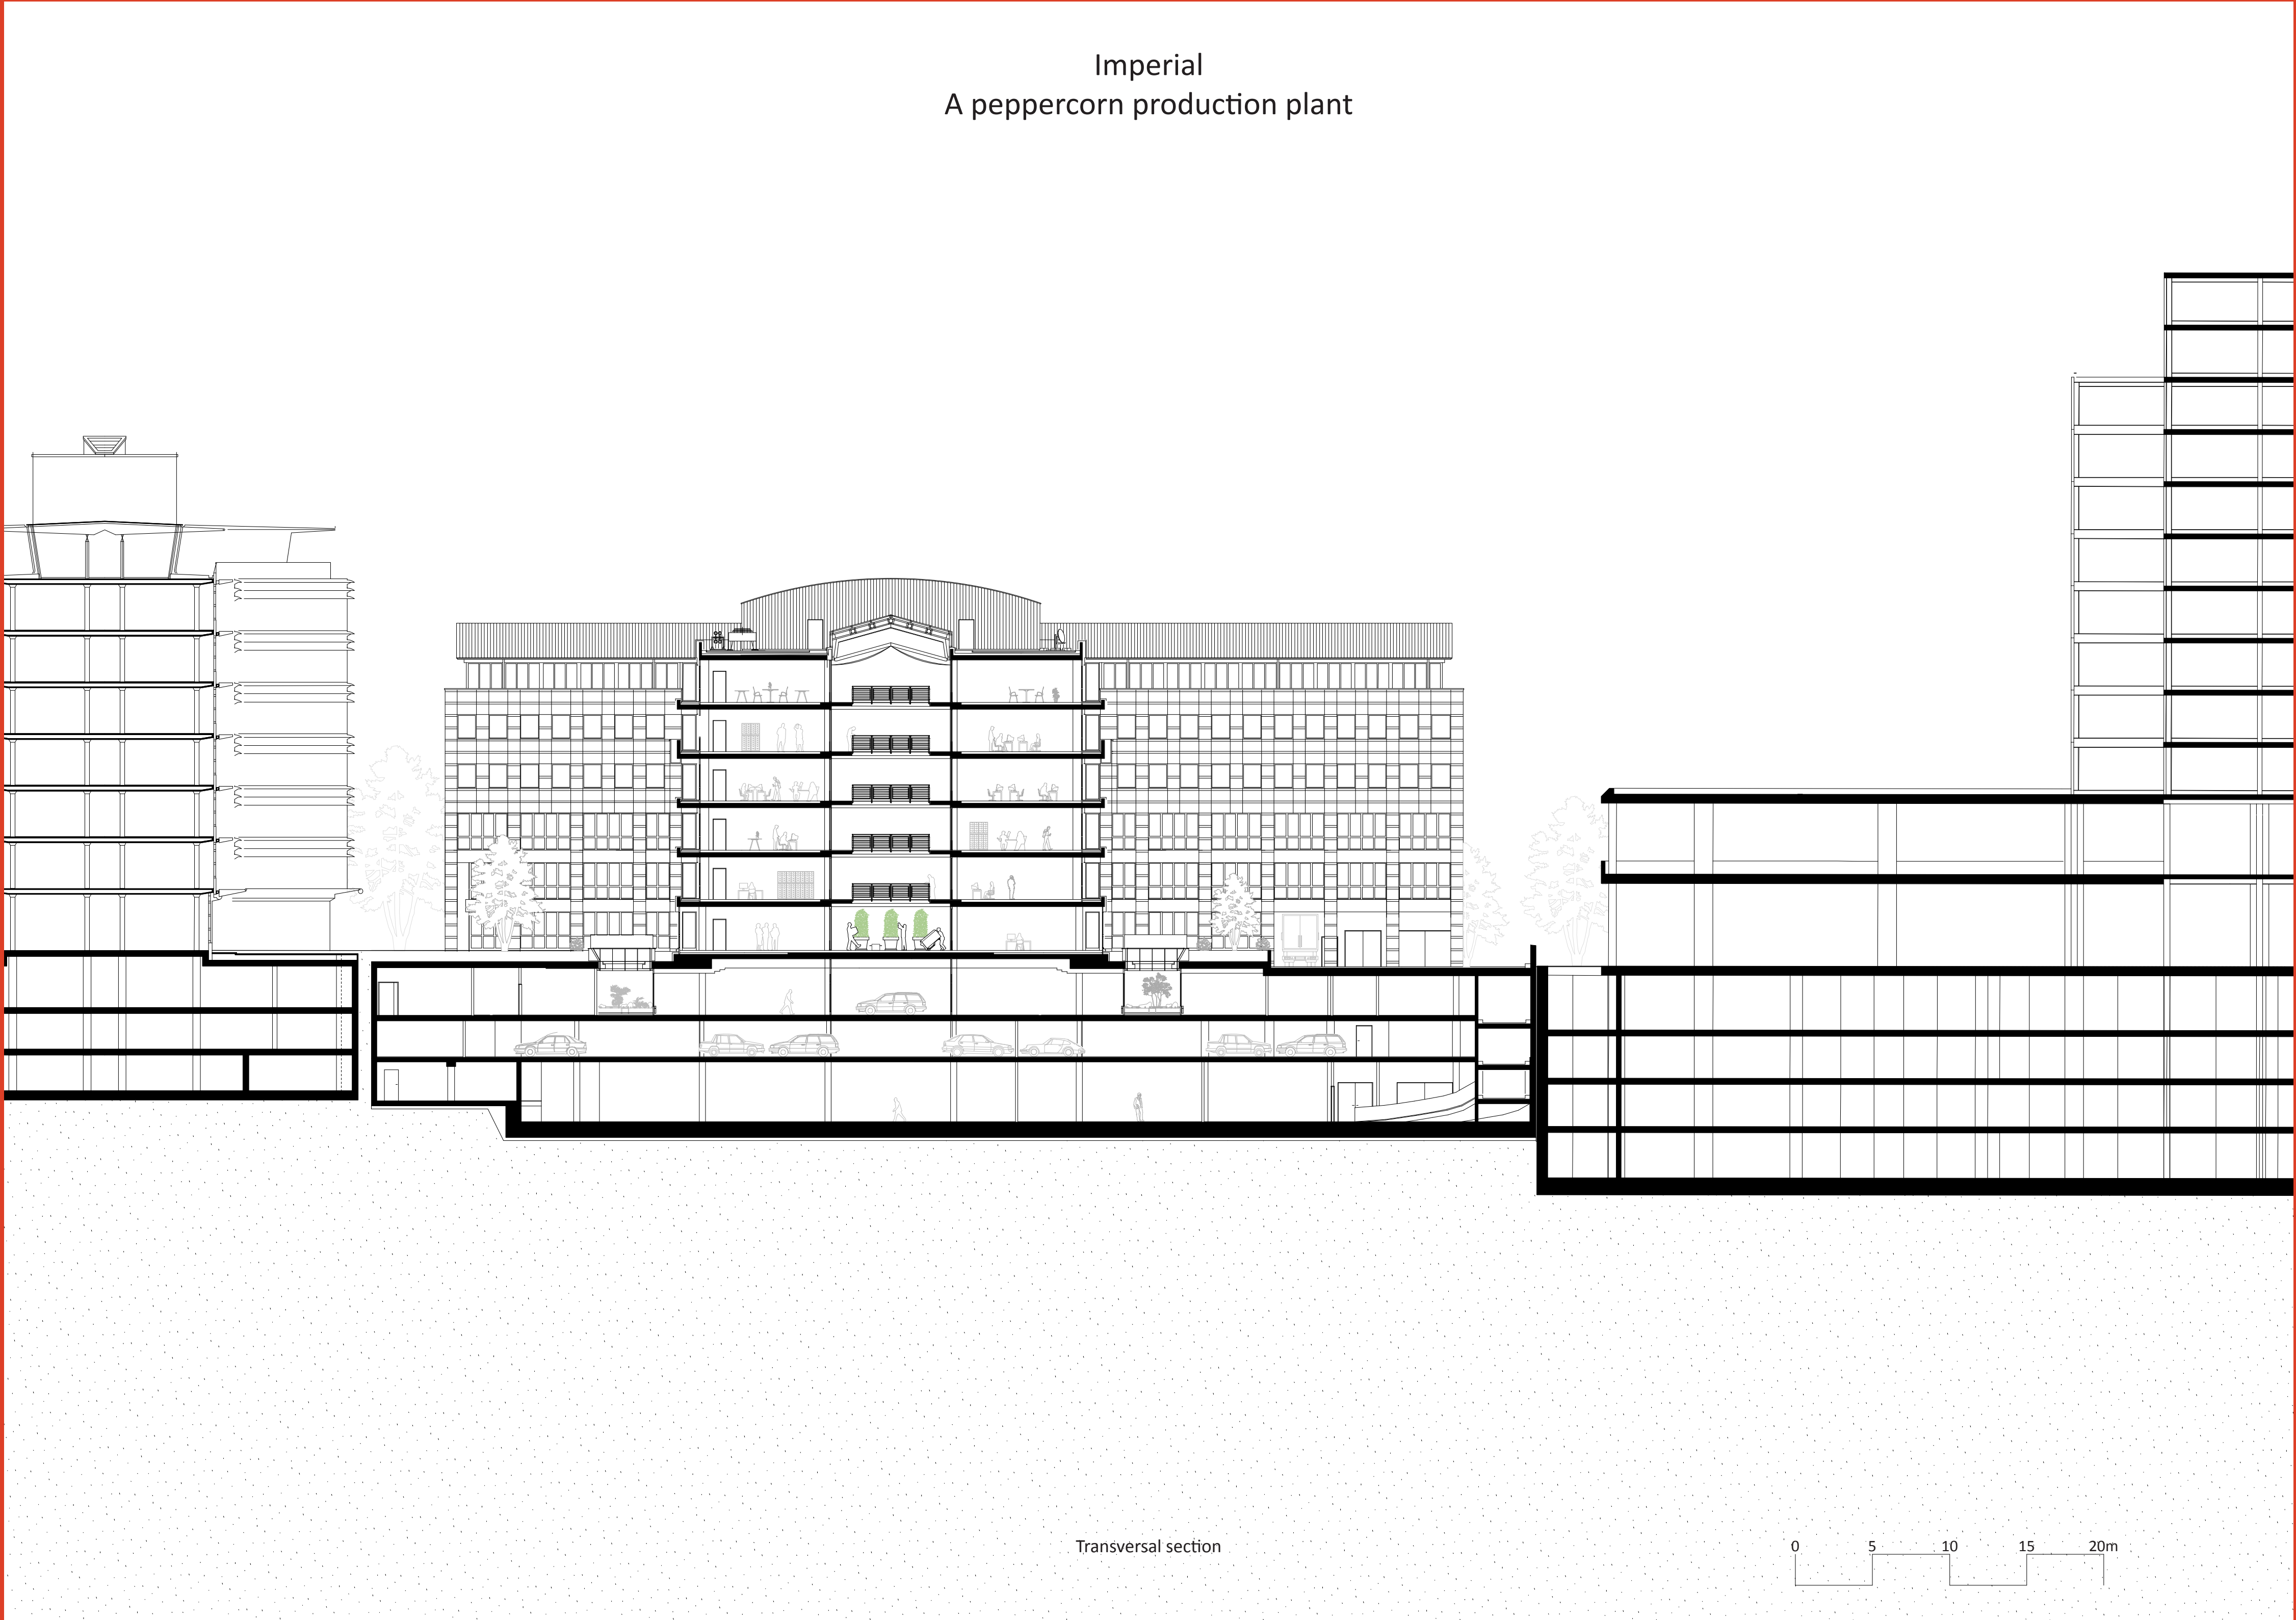 Imperial
A peppercorn production plant
Transversal section
0 5 10 15 20m